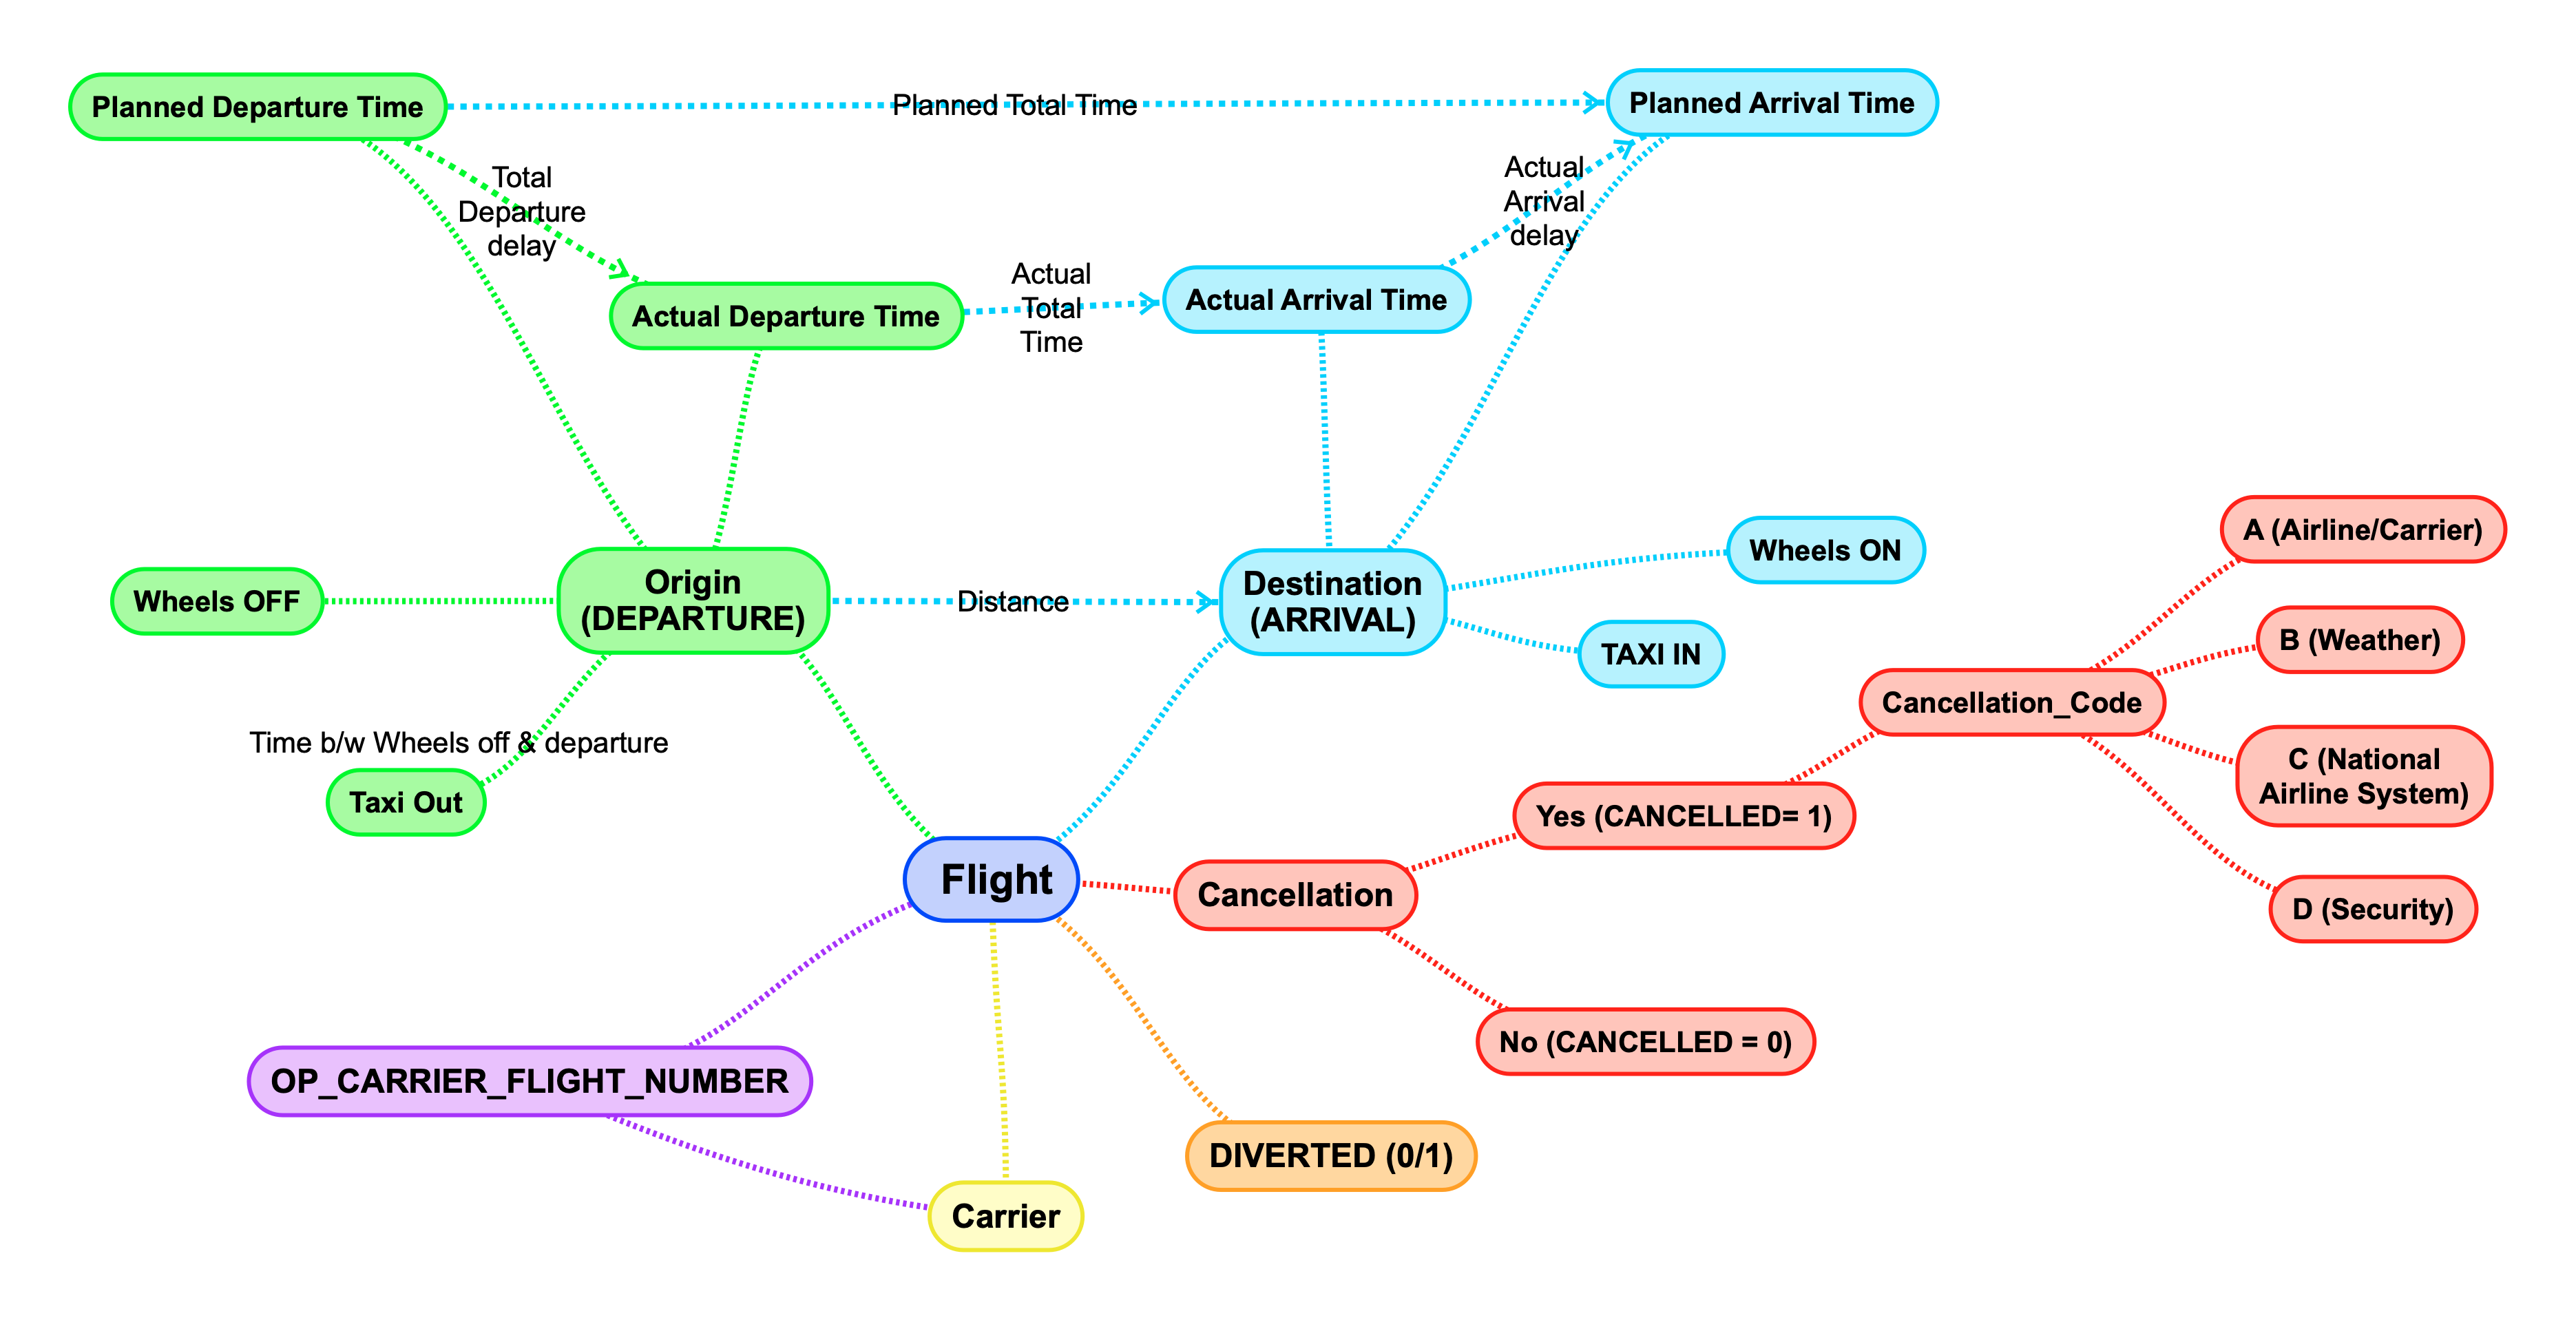 Planned Departure Time
Planned Total Time
Planned Arrival Time
Total
Departure
delay
Actual
Arrival
delay
Actual Departure Time
Actual
Total
Time
Actual Arrival Time
Wheels OFF
Origin
(DEPARTURE)
Distance
Destination
(ARRIVAL)
Wheels ON
TAXI IN
A (Airline/Carrier)
B (Weather)
Cancellation_Code
C (National
Airline System)
D (Security)
Time b/w Wheels off & departure
Taxi Out
Yes (CANCELLED= 1)
Flight
Cancellation
No (CANCELLED = 0)
OP_CARRIER_FLIGHT_NUMBER
DIVERTED (0/1)
Carrier